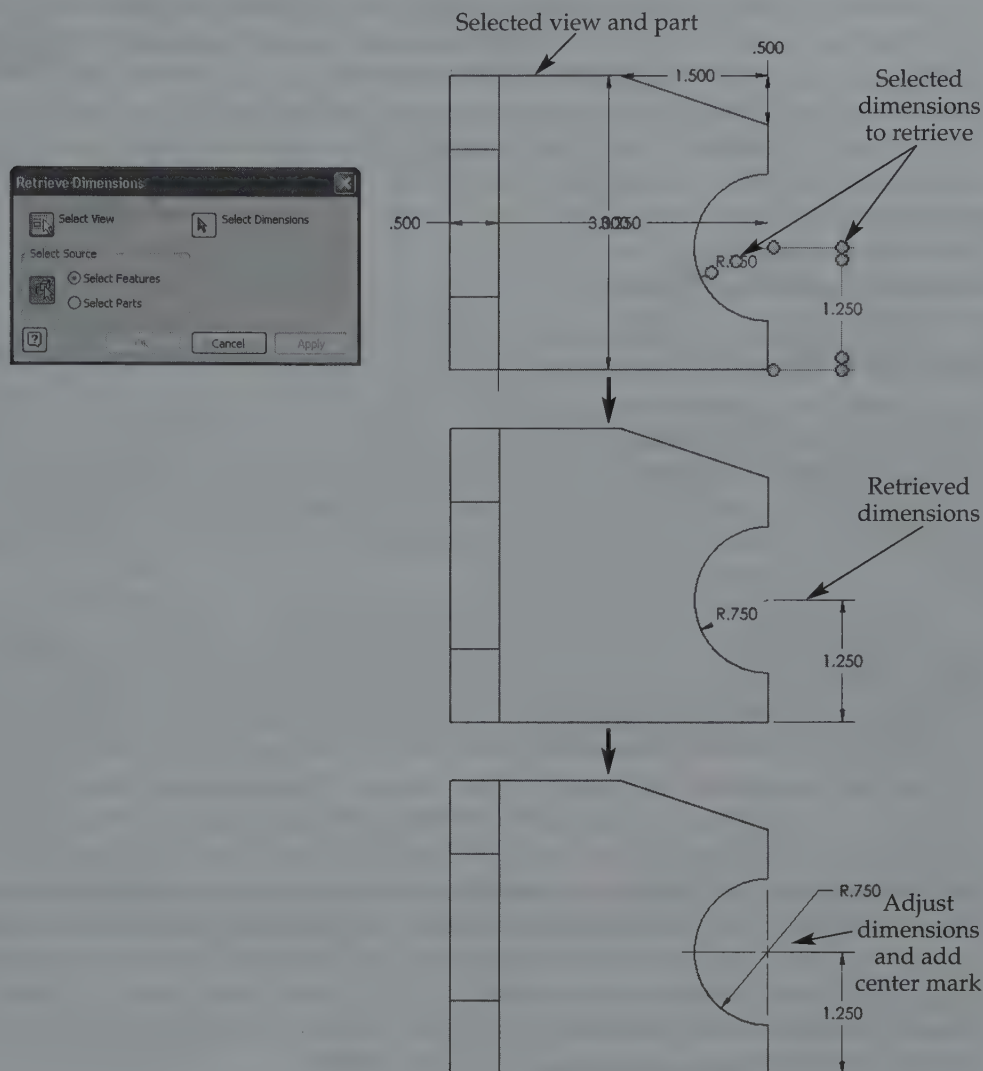 Selected view and part
.500
1.500
Selected
dimensions
to retrieve
Retrieve Dimensions
Select View
Select Dimensions
Select Source
Select Features
Select Parts
Cancel
Apply
.500
1.250
Retrieved
dimensions
R.750
1.250
R.750
Adjust
dimensions
and add
center mark
1.250